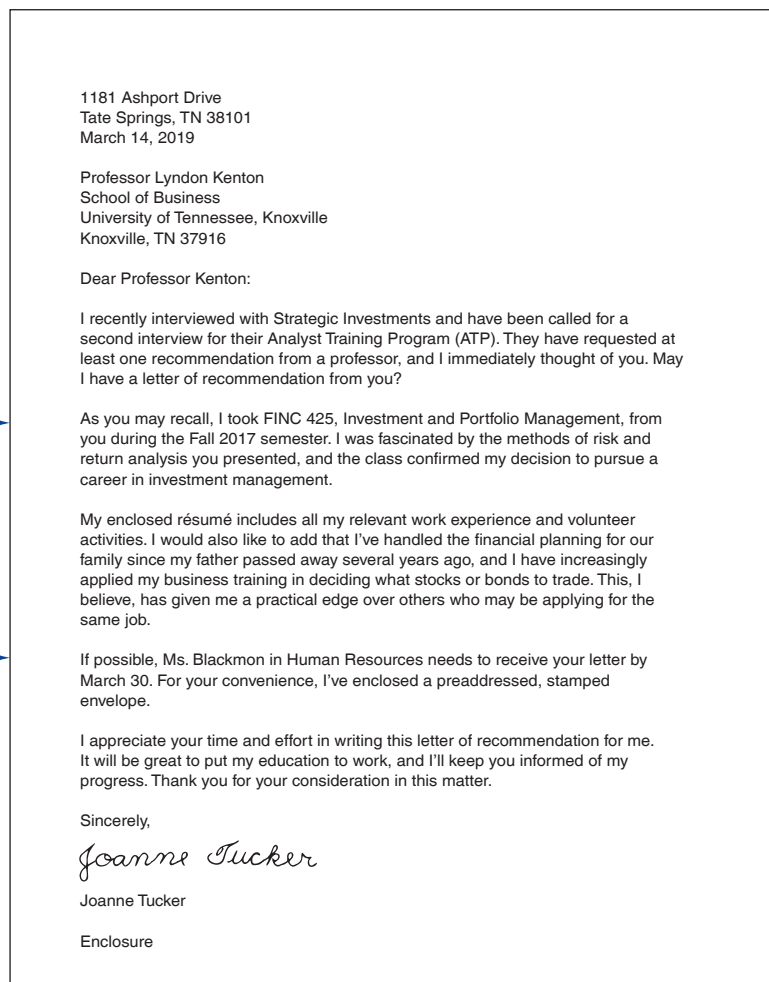 1181 Ashport Drive
Tate Springs, TN 38101
March 14, 2019
Professor Lyndon Kenton
School of Business
University of Tennessee, Knoxville
Knoxville, TN 37916
Dear Professor Kenton:
I recently interviewed with Strategic Investments and have been called for a
second interview for their Analyst Training Program (ATP). They have requested at
least one recommendation from a professor, and I immediately thought of you. May
I have a letter of recommendation from you?
As you may recall, I took FINC 425, Investment and Portfolio Management, from
you during the Fall 2017 semester. I was fascinated by the methods of risk and
return analysis you presented, and the class confirmed my decision to pursue a
career in investment management.
My enclosed résumé includes all my relevant work experience and volunteer
activities. I would also like to add that I’ve handled the financial planning for our
family since my father passed away several years ago, and I have increasingly
applied my business training in deciding what stocks or bonds to trade. This, I
believe, has given me a practical edge over others who may be applying for the
same job.
If possible, Ms. Blackmon in Human Resources needs to receive your letter by
March 30. For your convenience, I’ve enclosed a preaddressed, stamped
envelope.
I appreciate your time and effort in writing this letter of recommendation for me.
It will be great to put my education to work, and I’ll keep you informed of my
progress. Thank you for your consideration in this matter.
Sincerely,
Joanne Tucker
Joanne Tucker
Enclosure